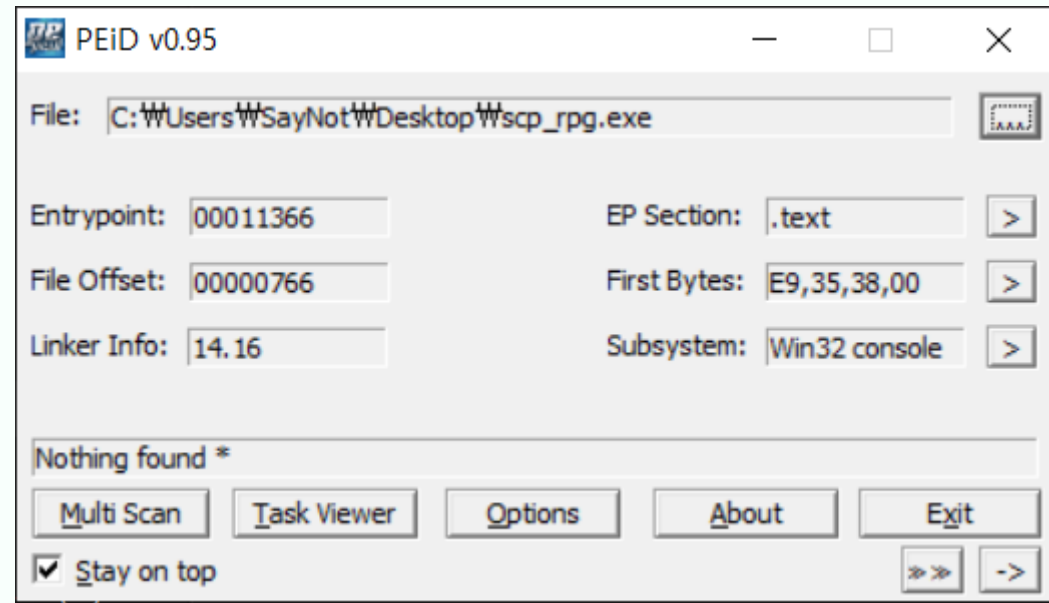 PEiD v0.95
File: C:₩Users₩SayNot₩Desktop₩scp_rpg.exe ...
Entrypoint: 00011366 EP Section: .text >
File Offset: 00000766 First Bytes: E9,35,38,00 >
Linker Info: 14.16 Subsystem: Win32 console >
Nothing found *
Multi Scan Task Viewer Options About Exit
Stay on top >> ->